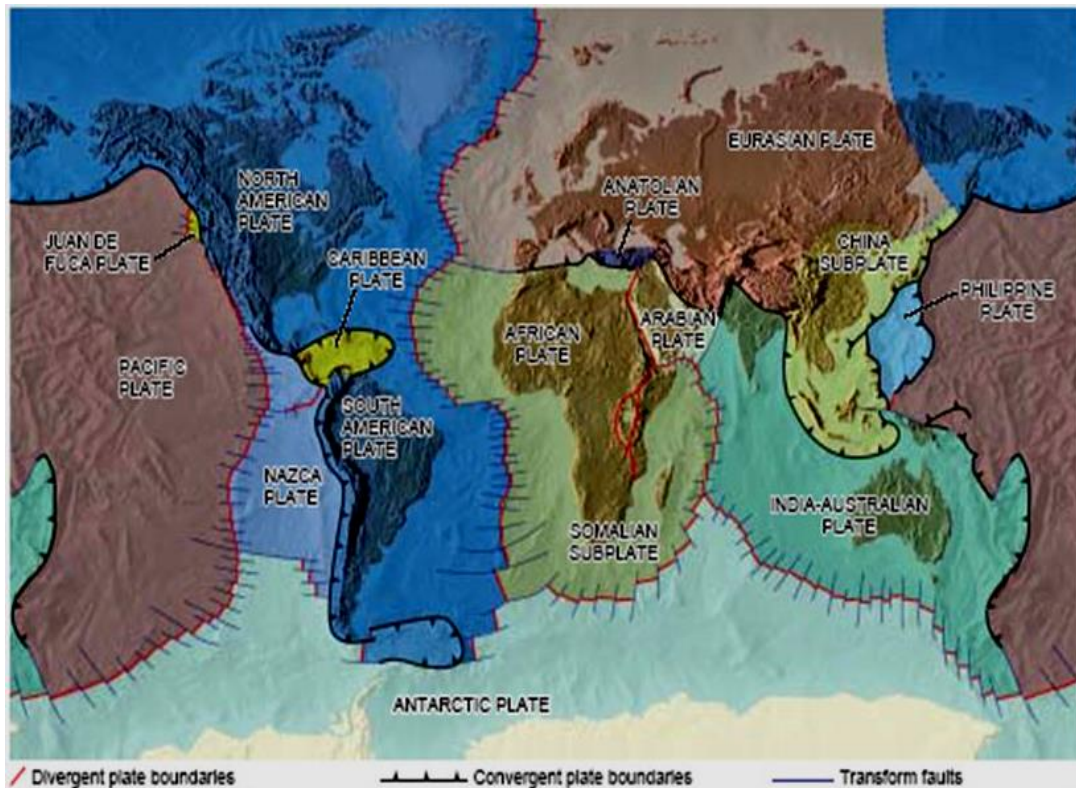 EURASIAN PLATE
NORTH
AMERICAN
PLATE
ANATOLIAN
PLATE
JUAN DE
FUCA PLATE
CARIBBEAN
PLATE
CHINA
SUBPLATE
PHILIPPINE
PLATE
PACIFIC
PLATE
AFRICAN
PLATE
ARABIAN
PLATE
SOUTH
AMERICAN
PLATE
NAZCA
PLATE
INDIA-AUSTRALIAN
PLATE
SOMALIAN
SUBPLATE
ANTARCTIC PLATE
Divergent plate boundaries
Convergent plate boundaries
Transform faults